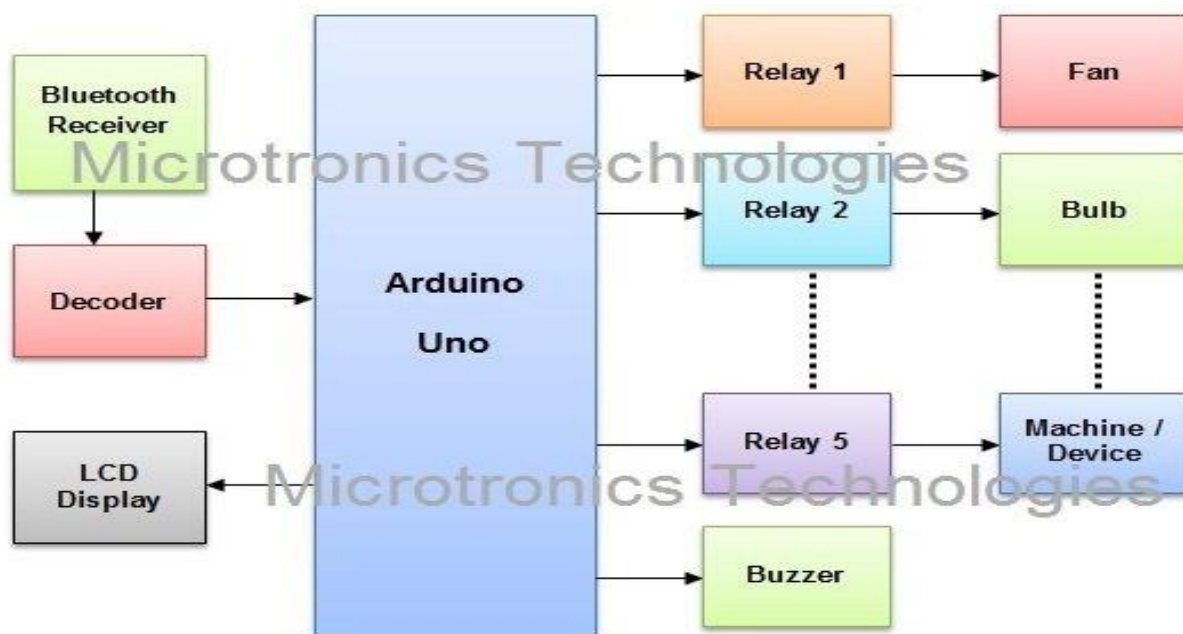 Bluetooth
Receiver
Decoder
LCD
Display
Arduino
Uno
Relay 1
Fan
Relay 2
Bulb
Relay 5
Machine /
Device
Buzzer
Microtronics Technologies
Microtronics Technologies